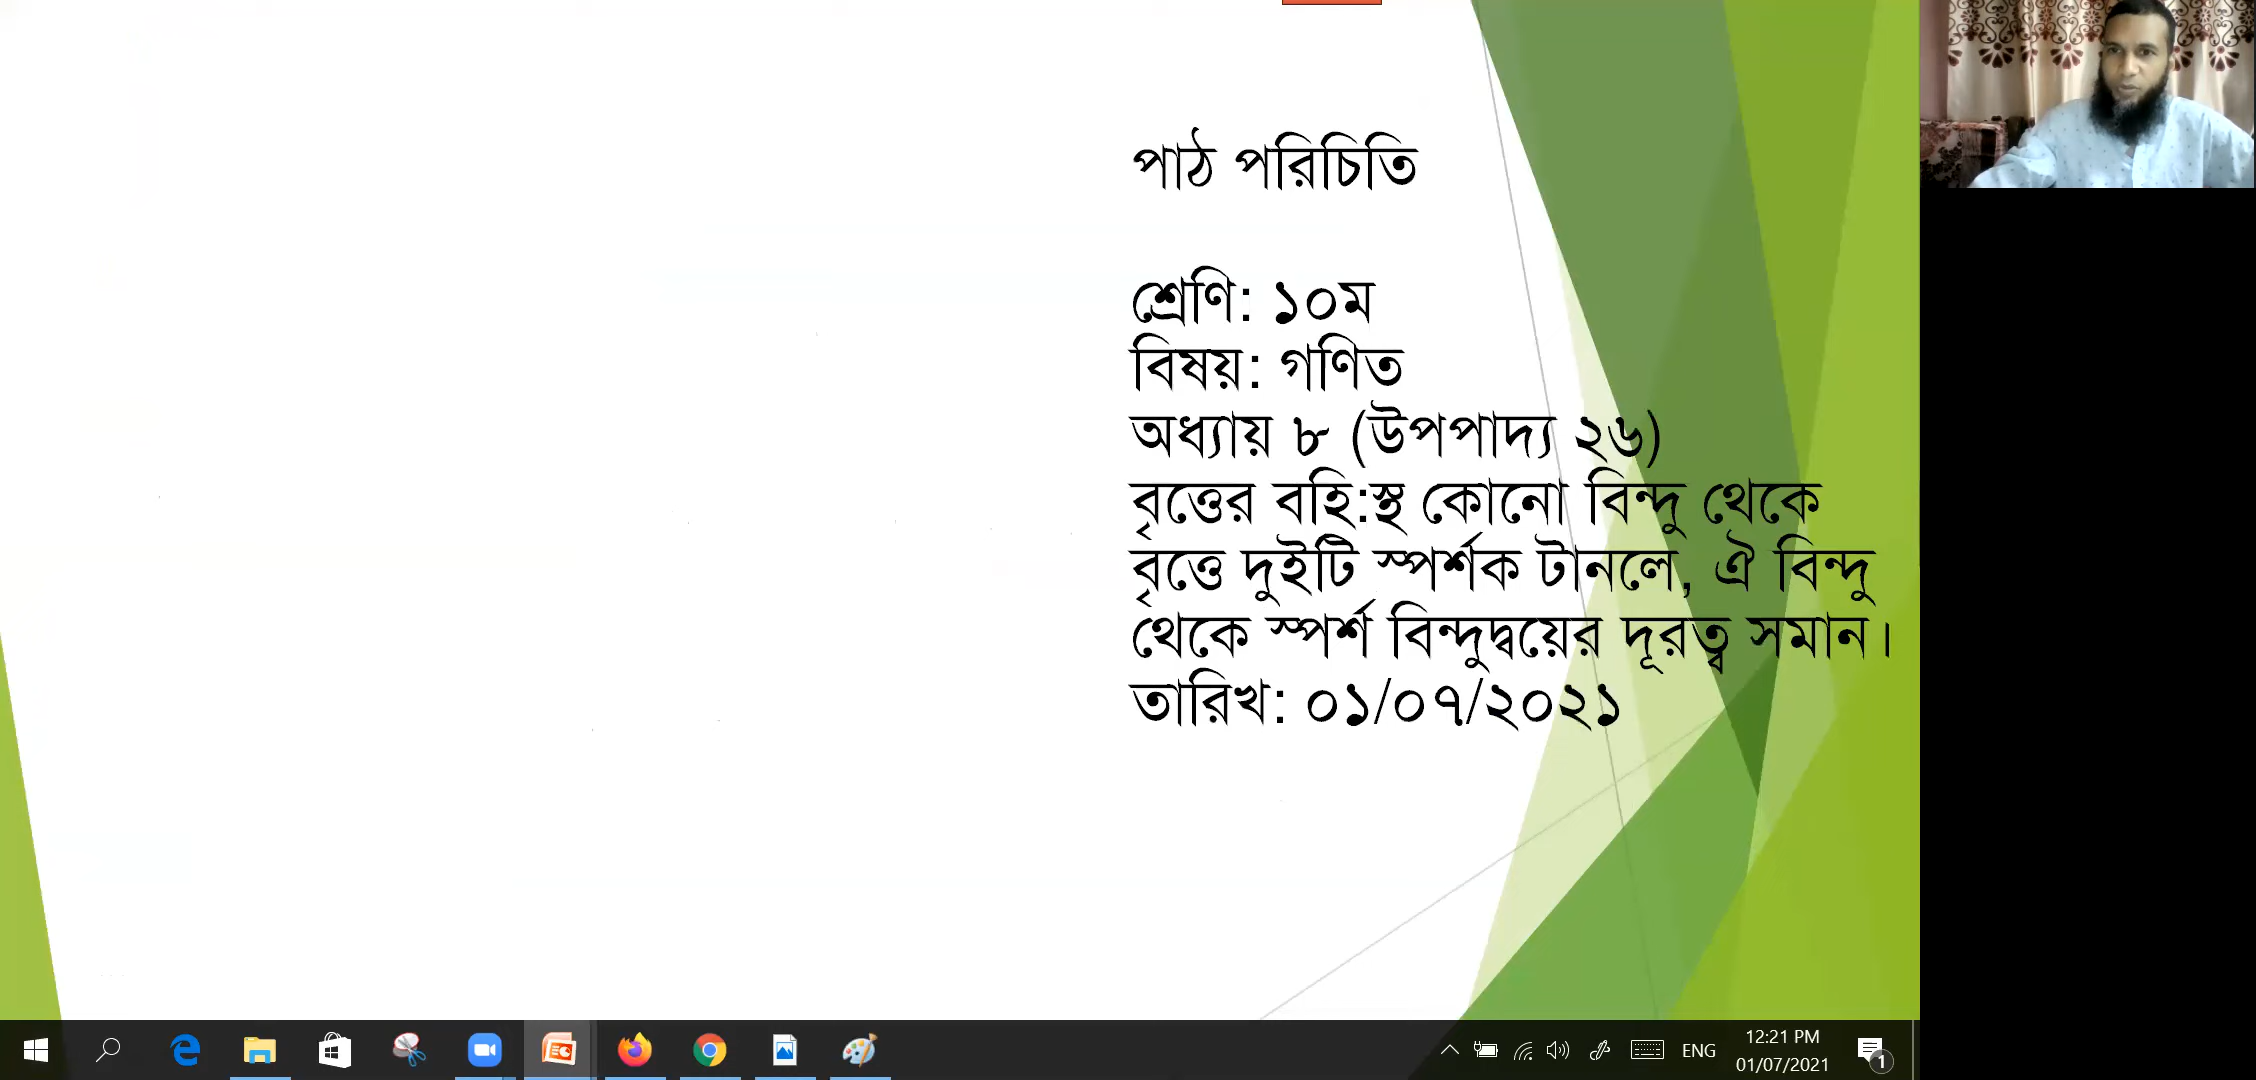 পাঠ পরিচিতি
শ্রেণি: ১০ম
বিষয়: গণিত
অধ্যায় ৮ (উপপাদ্য ২৬)
বৃত্তের বহি:স্থ কোনো বিন্দু থেকে
বৃত্তে দুইটি স্পর্শক টানলে, ঐ বিন্দু
থেকে স্পর্শ বিন্দুদ্বয়ের দূরত্ব সমান।
তারিখ: ০১/০৭/২০২১
ENG
12:21 PM
01/07/2021
1